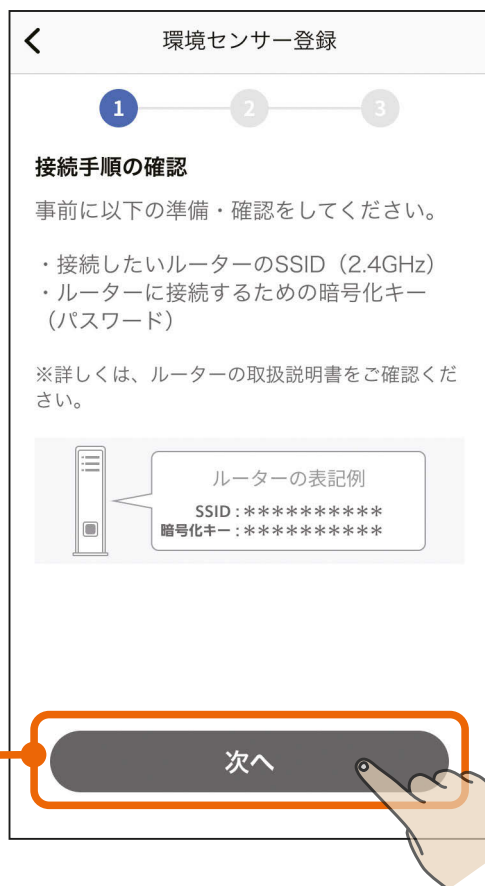 環境センサー登録
1 2 3
接続手順の確認
事前に以下の準備・確認をしてください。
・接続したいルーターのSSID（2.4GHz）
・ルーターに接続するための暗号化キー
（パスワード）
※詳しくは、ルーターの取扱説明書をご確認くだ
さい。
ルーターの表記例
SSID：＊＊＊＊＊＊＊＊＊＊
暗号化キー：＊＊＊＊＊＊＊＊＊＊
次へ